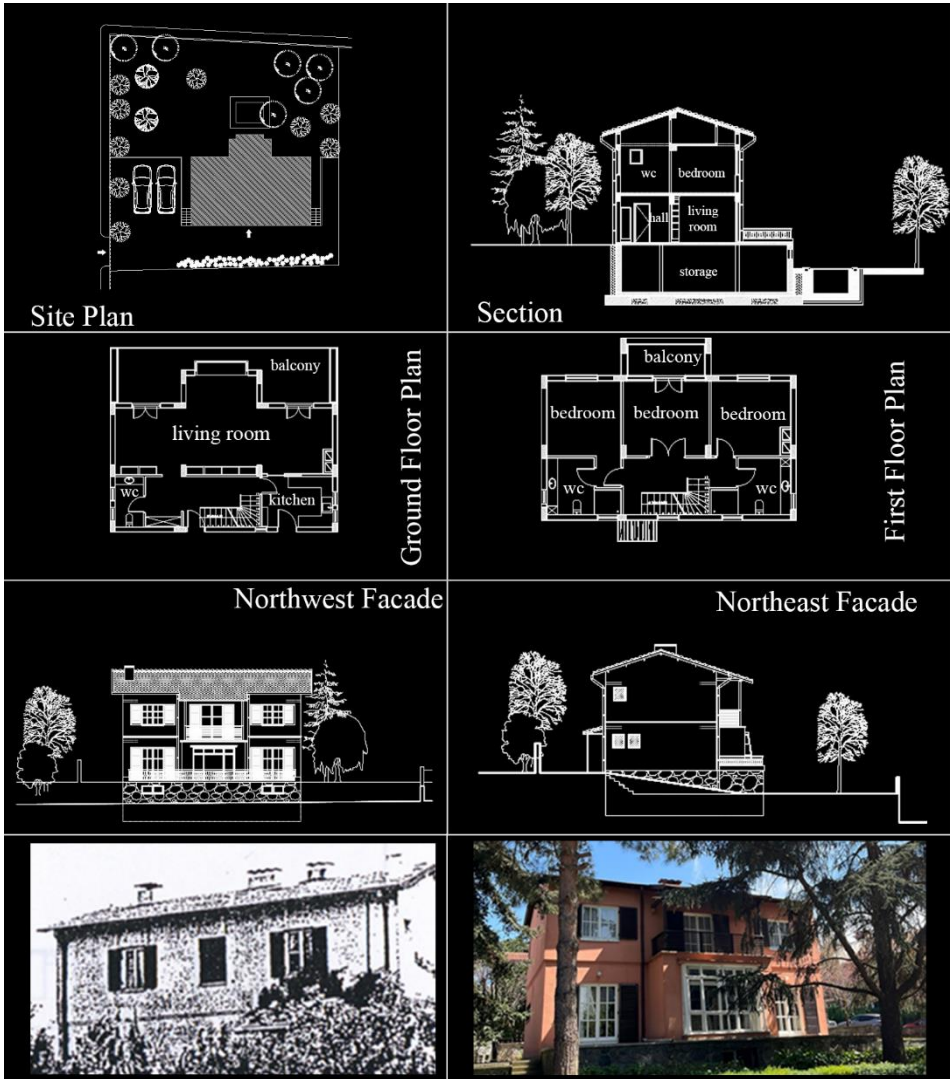 Site Plan
wc
bedroom
hall
living
room
storage
Section
balcony
living room
wc
kitchen
Ground Floor Plan
balcony
bedroom
bedroom
bedroom
wc
wc
First Floor Plan
Northwest Facade
Northeast Facade